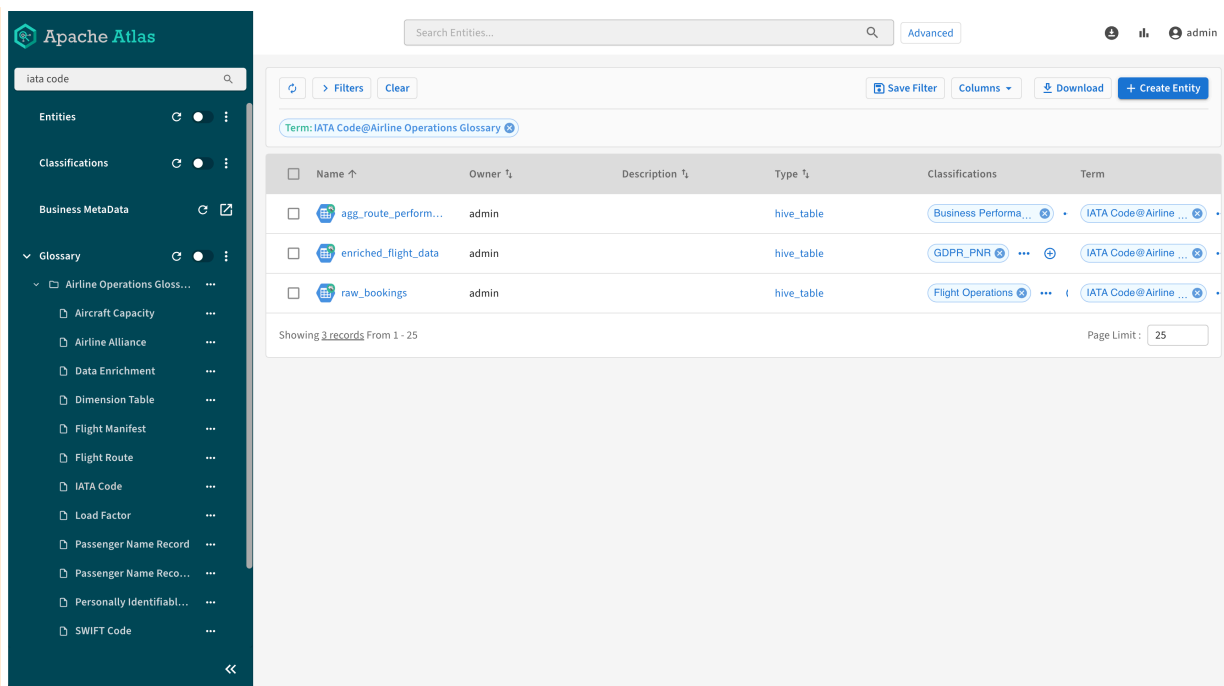 Apache Atlas
Search Entities...
Advanced
admin
iata code
Filters
Clear
Save Filter
Columns
Download
+ Create Entity
Term: IATA Code@Airline Operations Glossary
Entities
Classifications
Business MetaData
Glossary
Airline Operations Gloss...
Aircraft Capacity
Airline Alliance
Data Enrichment
Dimension Table
Flight Manifest
Flight Route
IATA Code
Load Factor
Passenger Name Record
Passenger Name Reco...
Personally Identifiabl...
SWIFT Code
Name Owner Description Type Classifications Term
agg_route_perform... admin hive_table Business Performa... IATA Code@Airline ...
enriched_flight_data admin hive_table GDPR_PNR IATA Code@Airline ...
raw_bookings admin hive_table Flight Operations IATA Code@Airline ...
Showing 3 records From 1 - 25
Page Limit : 25